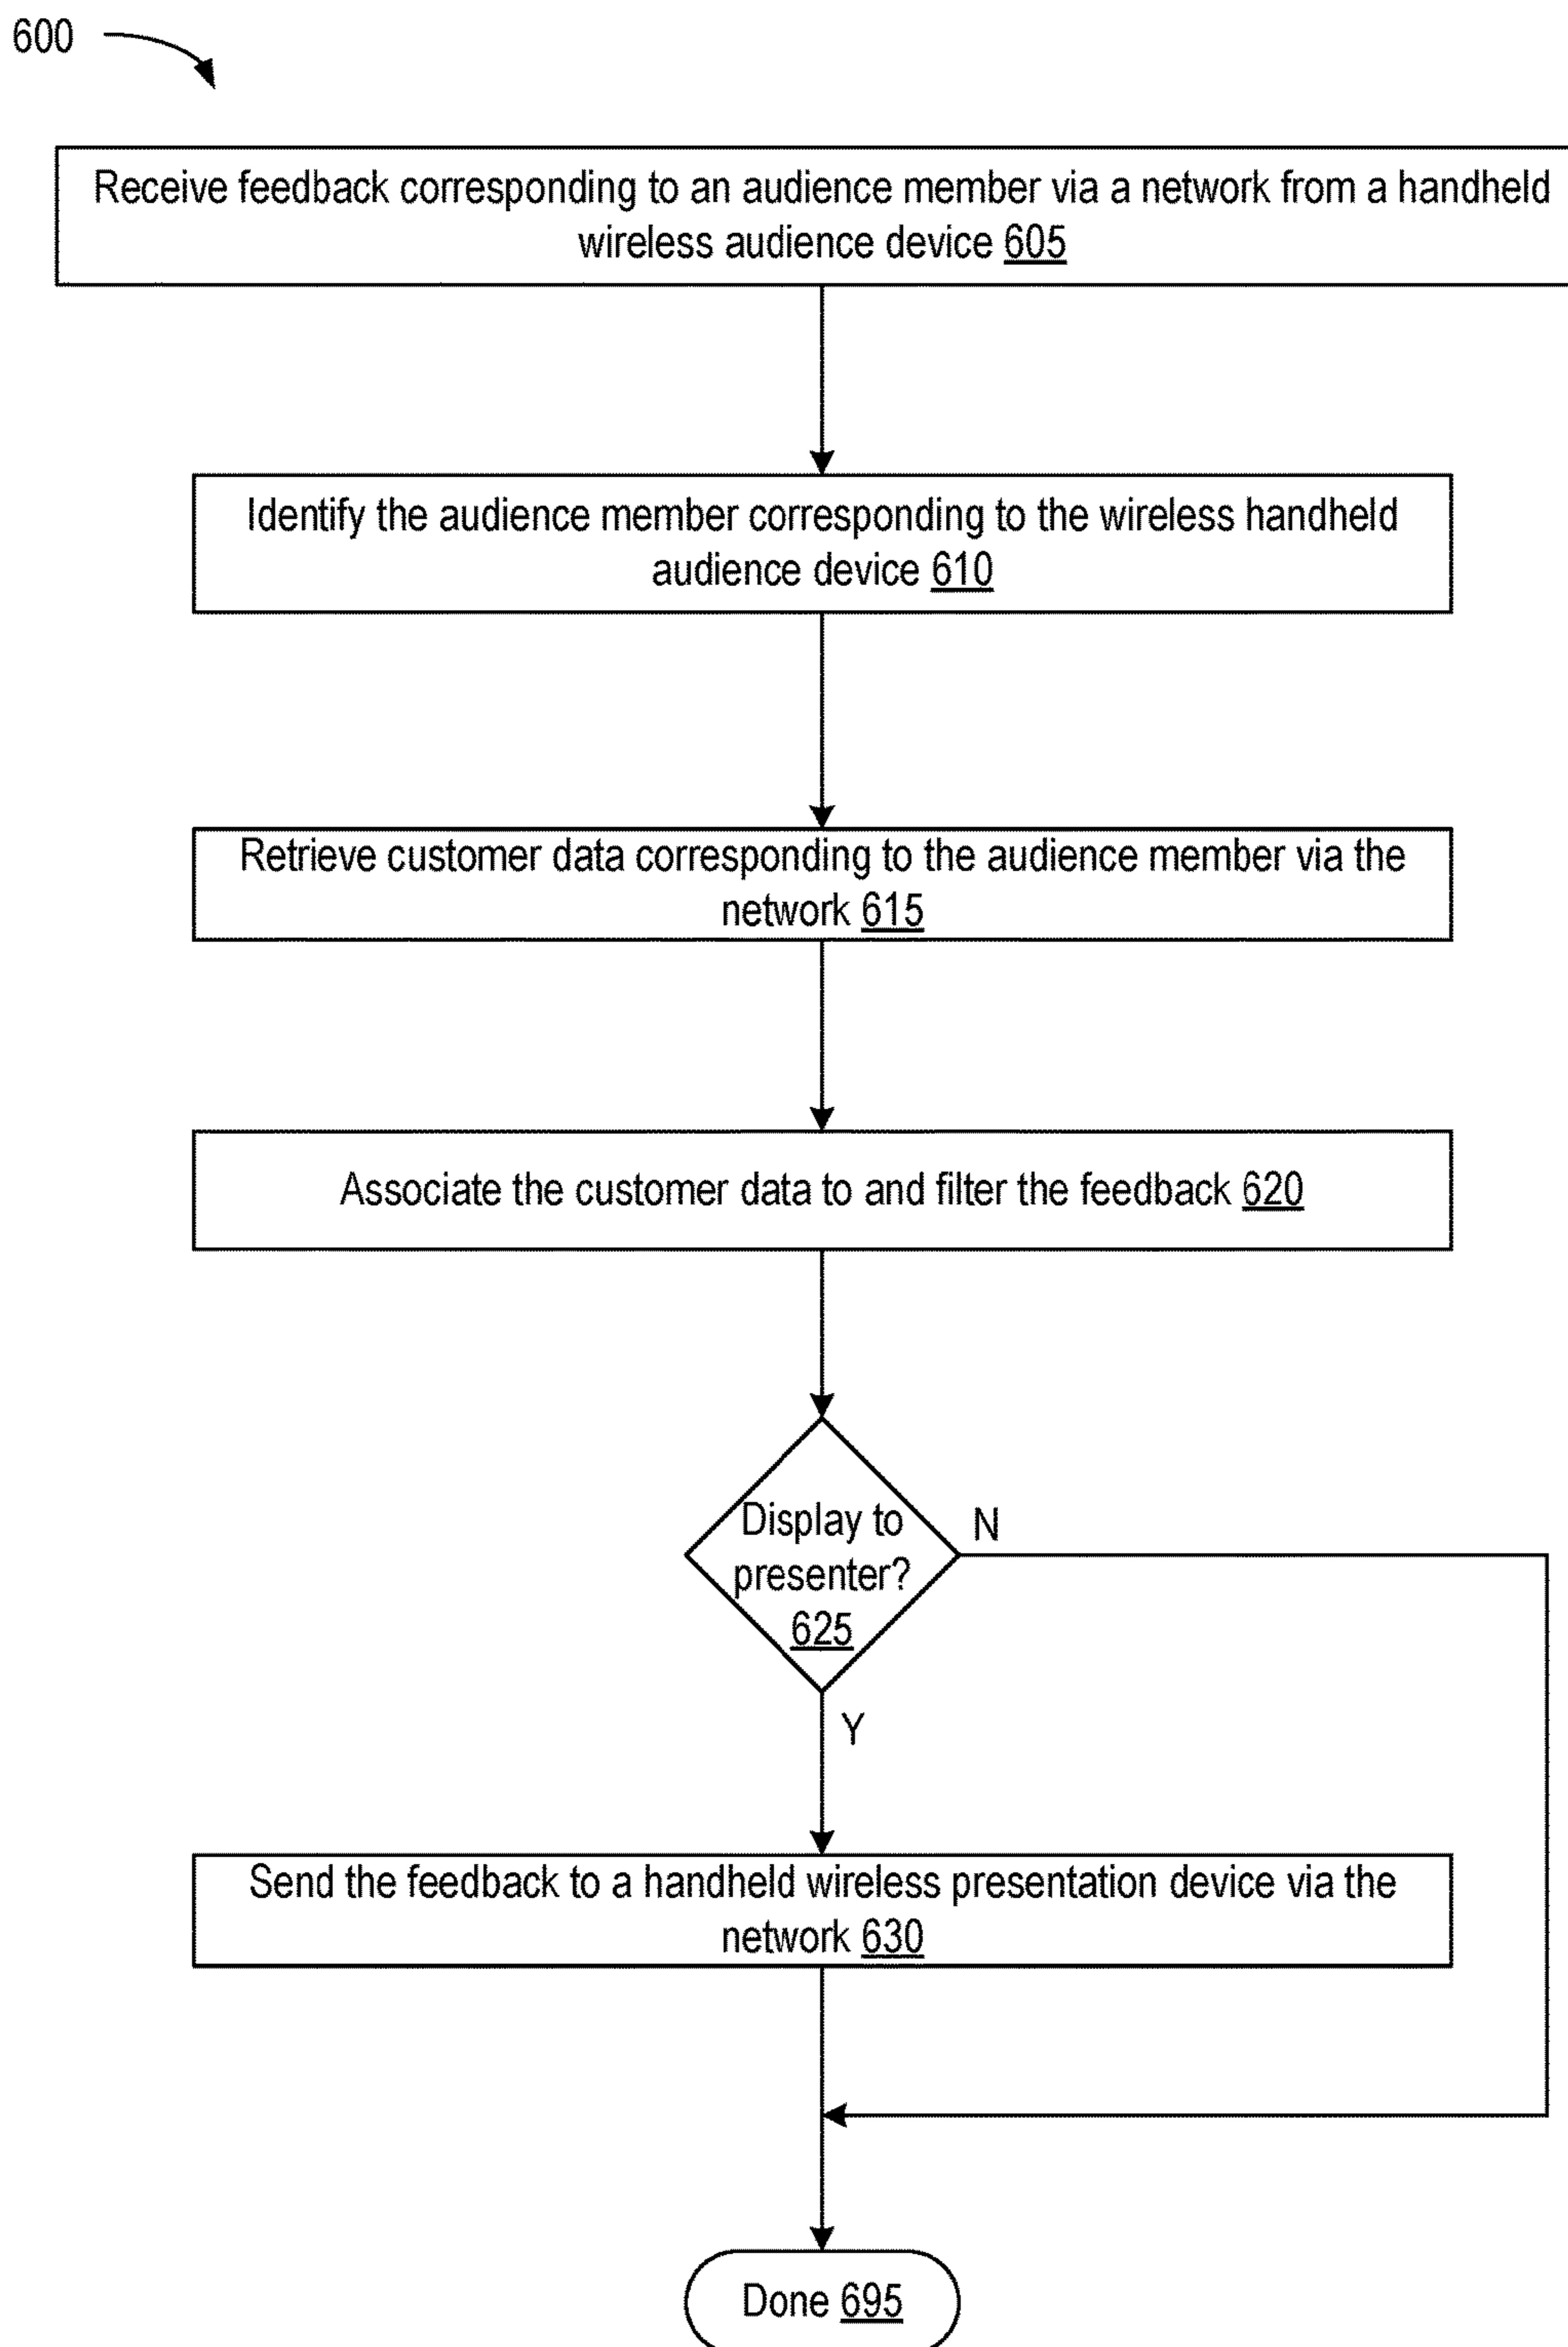 600
Receive feedback corresponding to an audience member via a network from a handheld
wireless audience device 605
Identify the audience member corresponding to the wireless handheld
audience device 610
Retrieve customer data corresponding to the audience member via the
network 615
Associate the customer data to and filter the feedback 620
Display to
presenter?
625
N
Y
Send the feedback to a handheld wireless presentation device via the
network 630
Done 695